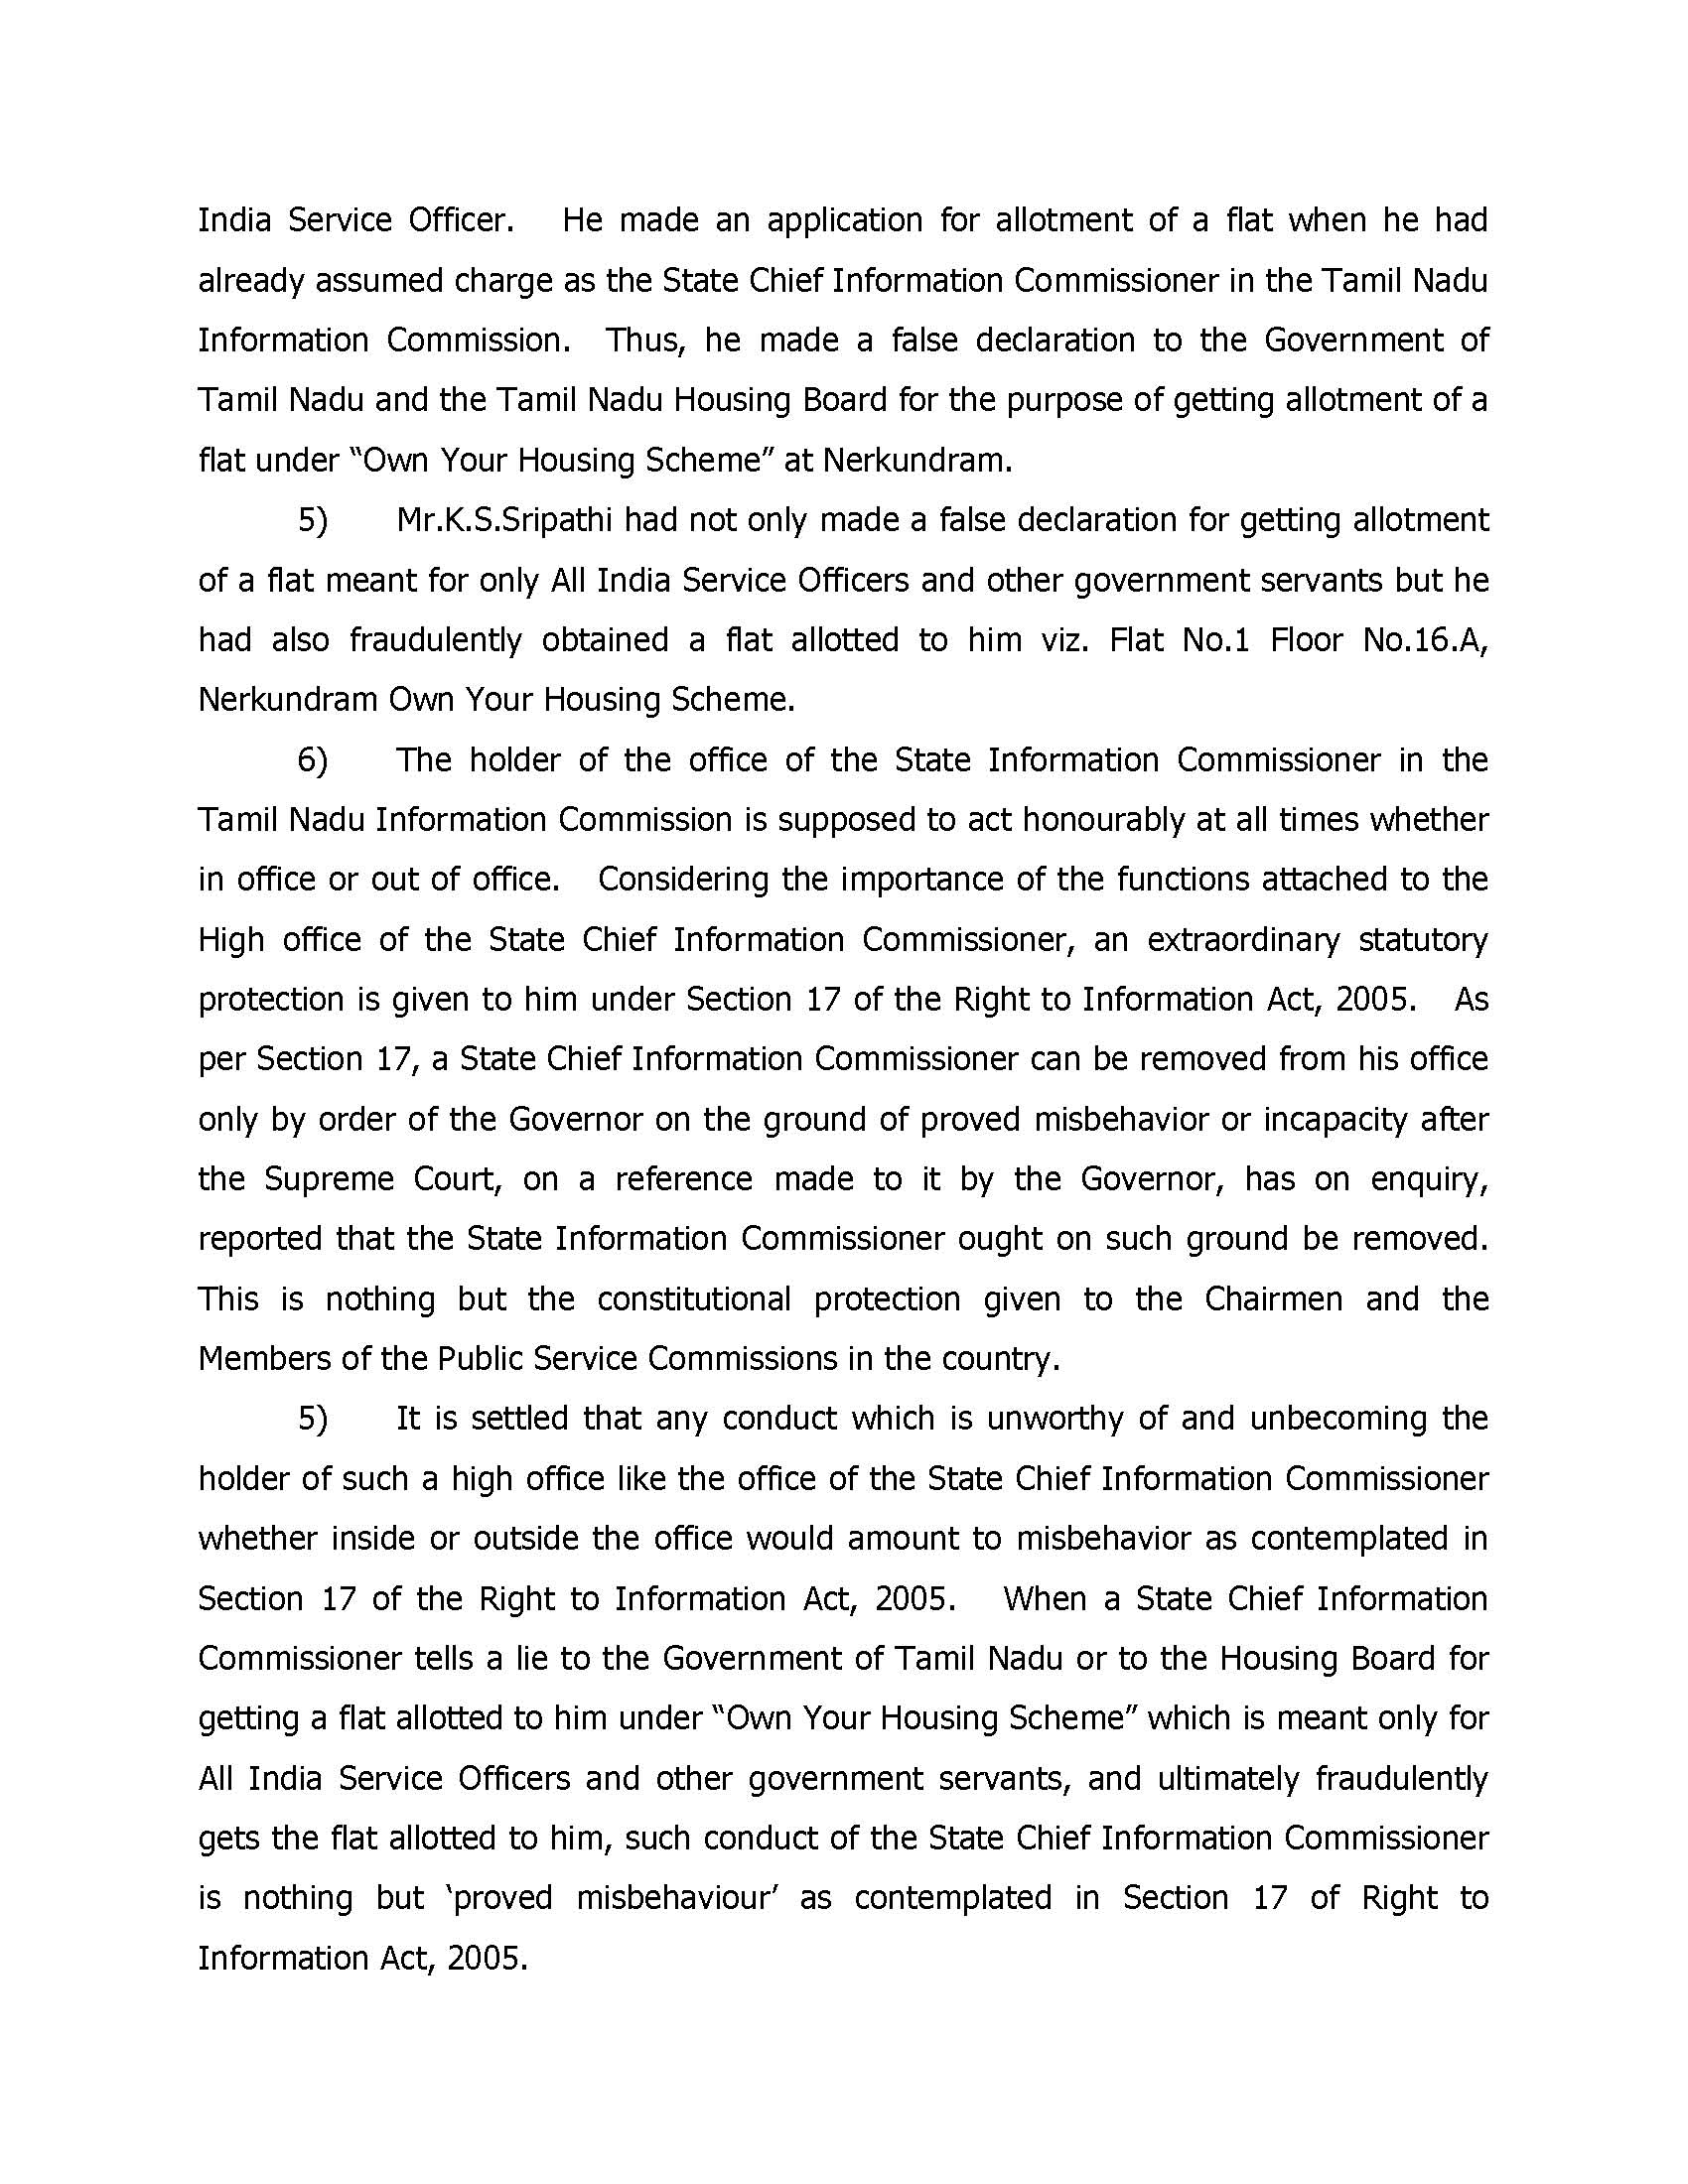 India Service Officer. He made an application for allotment of a flat when he had
already assumed charge as the State Chief Information Commissioner in the Tamil Nadu
Information Commission. Thus, he made a false declaration to the Government of
Tamil Nadu and the Tamil Nadu Housing Board for the purpose of getting allotment of a
flat under “Own Your Housing Scheme” at Nerkundram.
5) Mr.K.S.Sripathi had not only made a false declaration for getting allotment
of a flat meant for only All India Service Officers and other government servants but he
had also fraudulently obtained a flat allotted to him viz. Flat No.1 Floor No.16.A,
Nerkundram Own Your Housing Scheme.
6) The holder of the office of the State Information Commissioner in the
Tamil Nadu Information Commission is supposed to act honourably at all times whether
in office or out of office. Considering the importance of the functions attached to the
High office of the State Chief Information Commissioner, an extraordinary statutory
protection is given to him under Section 17 of the Right to Information Act, 2005. As
per Section 17, a State Chief Information Commissioner can be removed from his office
only by order of the Governor on the ground of proved misbehavior or incapacity after
the Supreme Court, on a reference made to it by the Governor, has on enquiry,
reported that the State Information Commissioner ought on such ground be removed.
This is nothing but the constitutional protection given to the Chairmen and the
Members of the Public Service Commissions in the country.
5) It is settled that any conduct which is unworthy of and unbecoming the
holder of such a high office like the office of the State Chief Information Commissioner
whether inside or outside the office would amount to misbehavior as contemplated in
Section 17 of the Right to Information Act, 2005. When a State Chief Information
Commissioner tells a lie to the Government of Tamil Nadu or to the Housing Board for
getting a flat allotted to him under “Own Your Housing Scheme” which is meant only for
All India Service Officers and other government servants, and ultimately fraudulently
gets the flat allotted to him, such conduct of the State Chief Information Commissioner
is nothing but ‘proved misbehaviour’ as contemplated in Section 17 of Right to
Information Act, 2005.